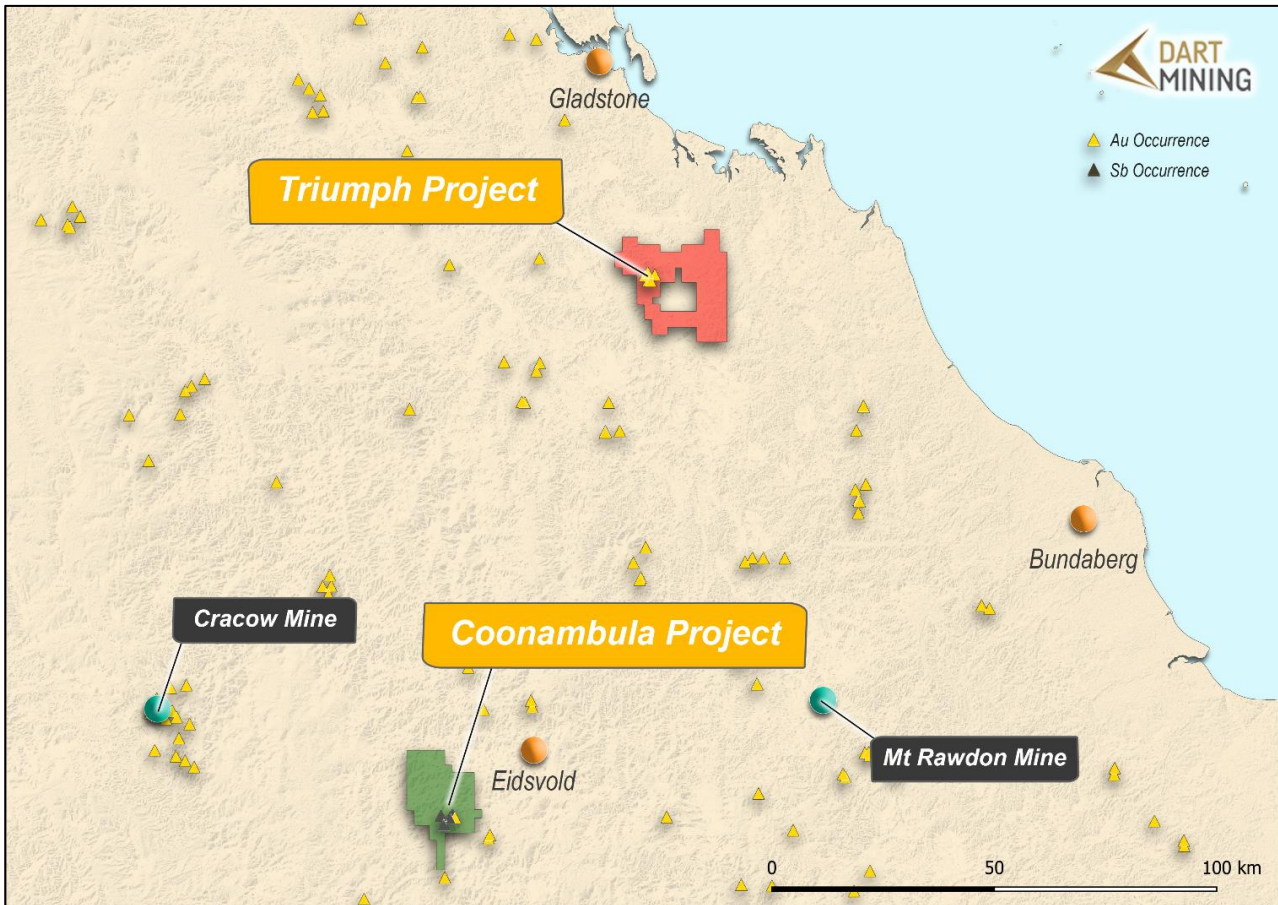 DART
MINING
Gladstone
Au Occurrence
Sb Occurrence
Triumph Project
Bundaberg
Cracow Mine
Coonambula Project
Mt Rawdon Mine
Eidsvold
0 50 100 km